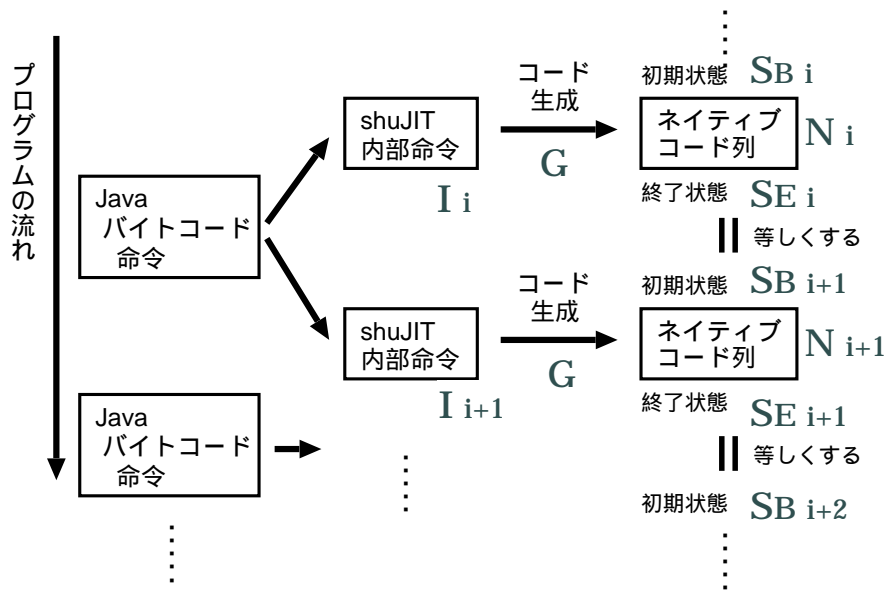 プログラムの流れ
Java
バイトコード
命令
shuJIT
内部命令
I i
コード
生成
G
初期状態 SB i
ネイティブ
コード列
N i
終了状態 SE i
等しくする
初期状態 SB i+1
shuJIT
内部命令
I i+1
コード
生成
G
ネイティブ
コード列
N i+1
終了状態 SE i+1
等しくする
初期状態 SB i+2
Java
バイトコード
命令